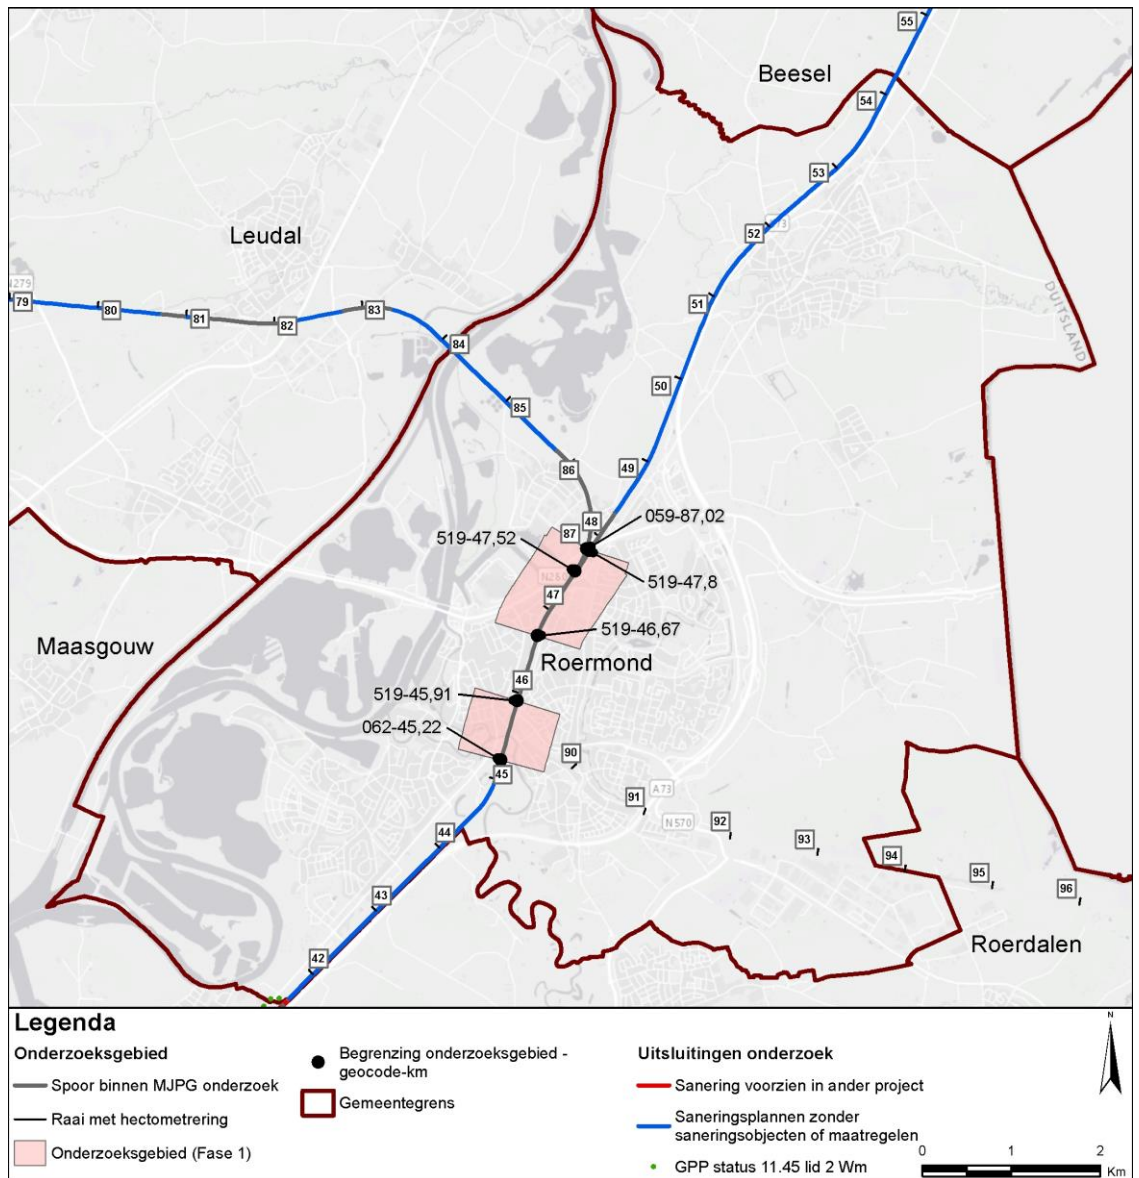 55
Beesel
54
53
Leudal
52
A73
N279
79
80
81
82
83
51
DUITSLAND
84
50
85
86
49
48
059-87,02
87
519-47,52
N280
519-47,8
47
519-46,67
Maasgouw
Roermond
46
519-45,91
062-45,22
90
45
91
A73
N570
92
44
93
94
95
43
96
Roerdalen
42
Legenda
Onderzoeksgebied
Spoor binnen MJPG onderzoek
Raai met hectometrering
Onderzoeksgebied (Fase 1)
Begrenzing onderzoeksgebied -
geocode-km
Gemeentegrens
Uitsluitingen onderzoek
Sanering voorzien in ander project
Saneringsplannen zonder
saneringsobjecten of maatregelen
GPP status 11.45 lid 2 Wm
N
0 1 2
Km